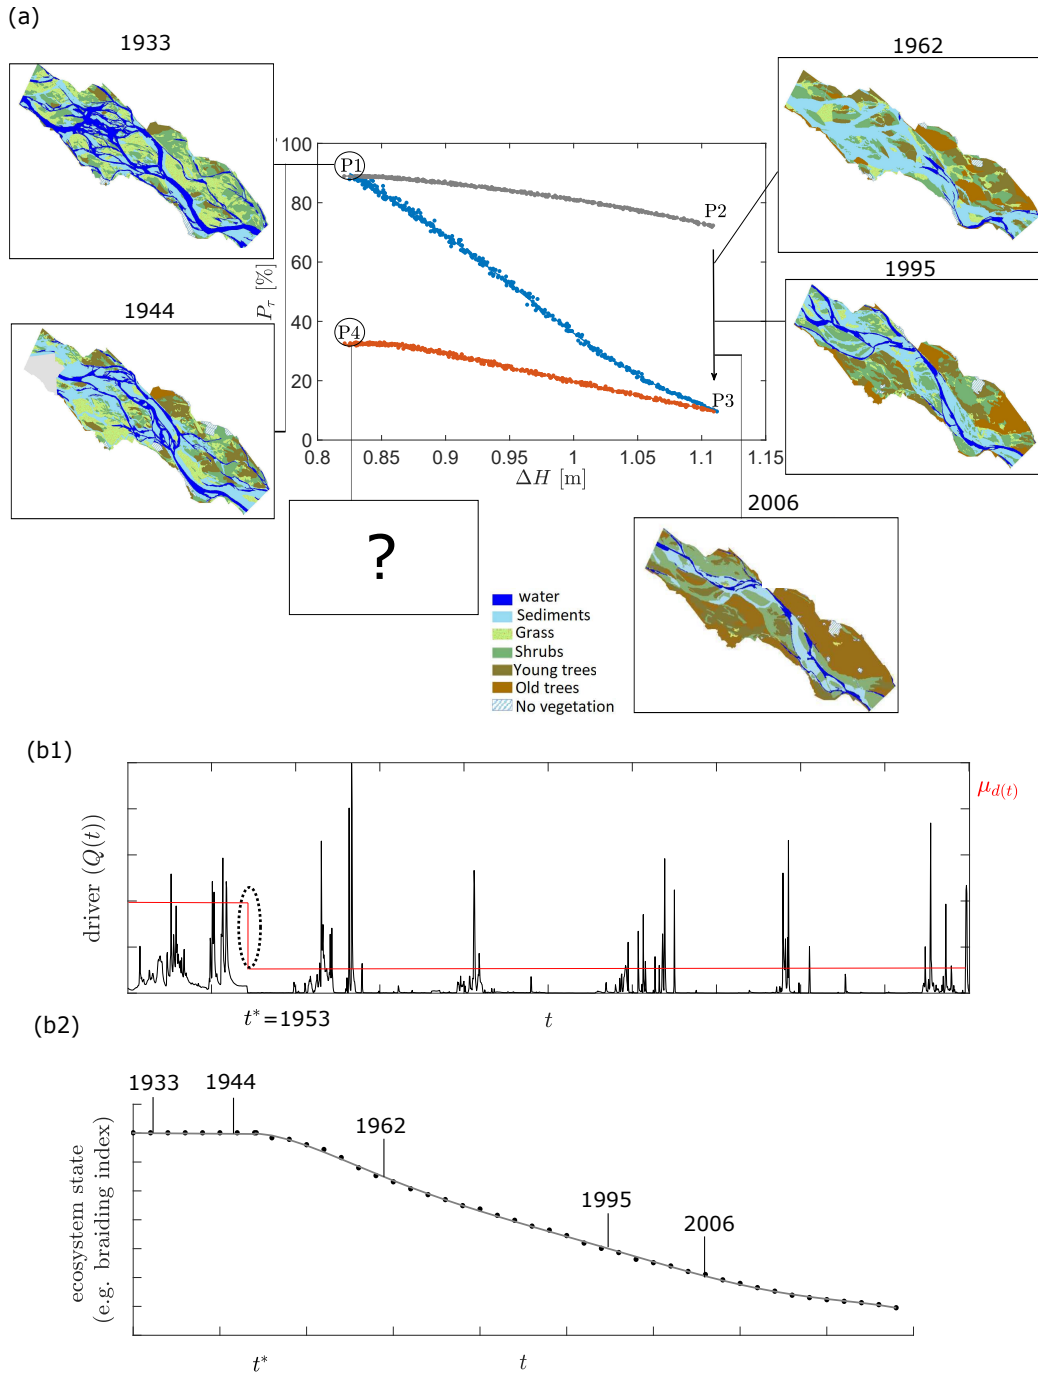 (a)
1933
1962
1944
1995
100
80
60
40
20
0
P_τ [%]
P1
P2
P4
P3
0.8
0.85
0.9
0.95
1
1.05
1.1
1.15
ΔH [m]
2006
?
water
Sediments
Grass
Shrubs
Young trees
Old trees
No vegetation
(b1)
μ_d(t)
driver (Q(t))
t*=1953
t
(b2)
1933
1944
1962
1995
2006
ecosystem state
(e.g. braiding index)
t*
t